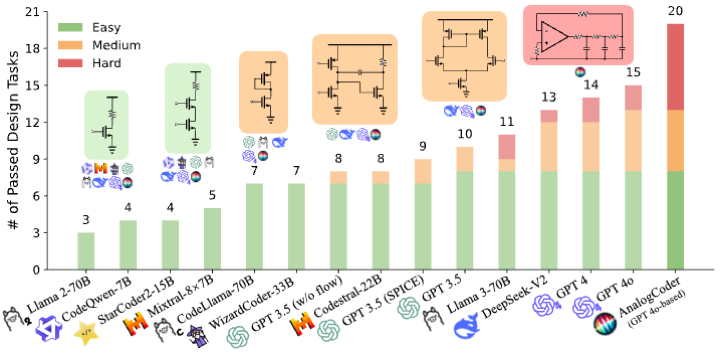 # of Passed Design Tasks
21
18
15
12
9
6
3
0
Easy
Medium
Hard
3
4
4
5
7
7
8
8
9
10
11
13
14
15
20
Llama 2-70B
CodeQwen-7B
StarCoder2-15B
Mixtral-8×7B
CodeLlama-70B
WizardCoder-33B
GPT 3.5 (w/o flow)
Codestral-22B
GPT 3.5 (SPICE)
GPT 3.5
Llama 3-70B
DeepSeek-V2
GPT 4
GPT 4o
AnalogCoder
(GPT 4o-based)
2
C